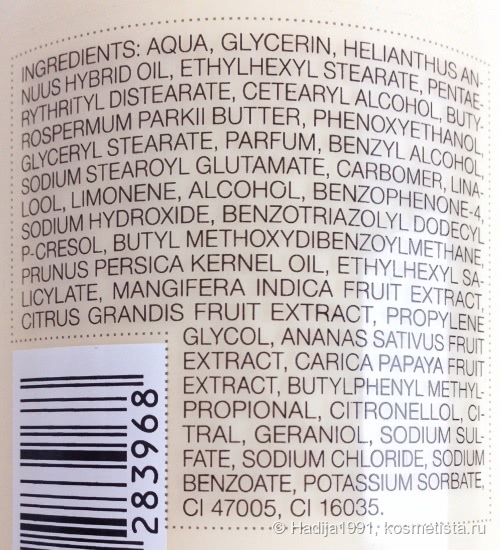 INGREDIENTS: AQUA, GLYCERIN, HELIANTHUS AN-
NUUS HYBRID OIL, ETHYLHEXYL STEARATE, PENTAE-
RYTHRITYL DISTEARATE, CETEARYL ALCOHOL, BUTY-
ROSPERMUM PARKII BUTTER, PHENOXYETHANOL,
GLYCERYL STEARATE, PARFUM, BENZYL ALCOHOL,
SODIUM STEAROYL GLUTAMATE, CARBOMER, LINA-
LOOL, LIMONENE, ALCOHOL, BENZOPHENONE-4,
SODIUM HYDROXIDE, BENZOTRIAZOLYL DODECYL
P-CRESOL, BUTYL METHOXYDIBENZOYLMETHANE,
PRUNUS PERSICA KERNEL OIL, ETHYLHEXYL SA-
LICYLATE, MANGIFERA INDICA FRUIT EXTRACT,
CITRUS GRANDIS FRUIT EXTRACT, PROPYLENE
GLYCOL, ANANAS SATIVUS FRUIT
EXTRACT, CARICA PAPAYA FRUIT
EXTRACT, BUTYLPHENYL METHYL-
PROPIONAL, CITRONELLOL, CI-
TRAL, GERANIOL, SODIUM SUL-
FATE, SODIUM CHLORIDE, SODIUM
BENZOATE, POTASSIUM SORBATE,
CI 47005, CI 16035.
283968
© Hadija1991, kosmetista.ru